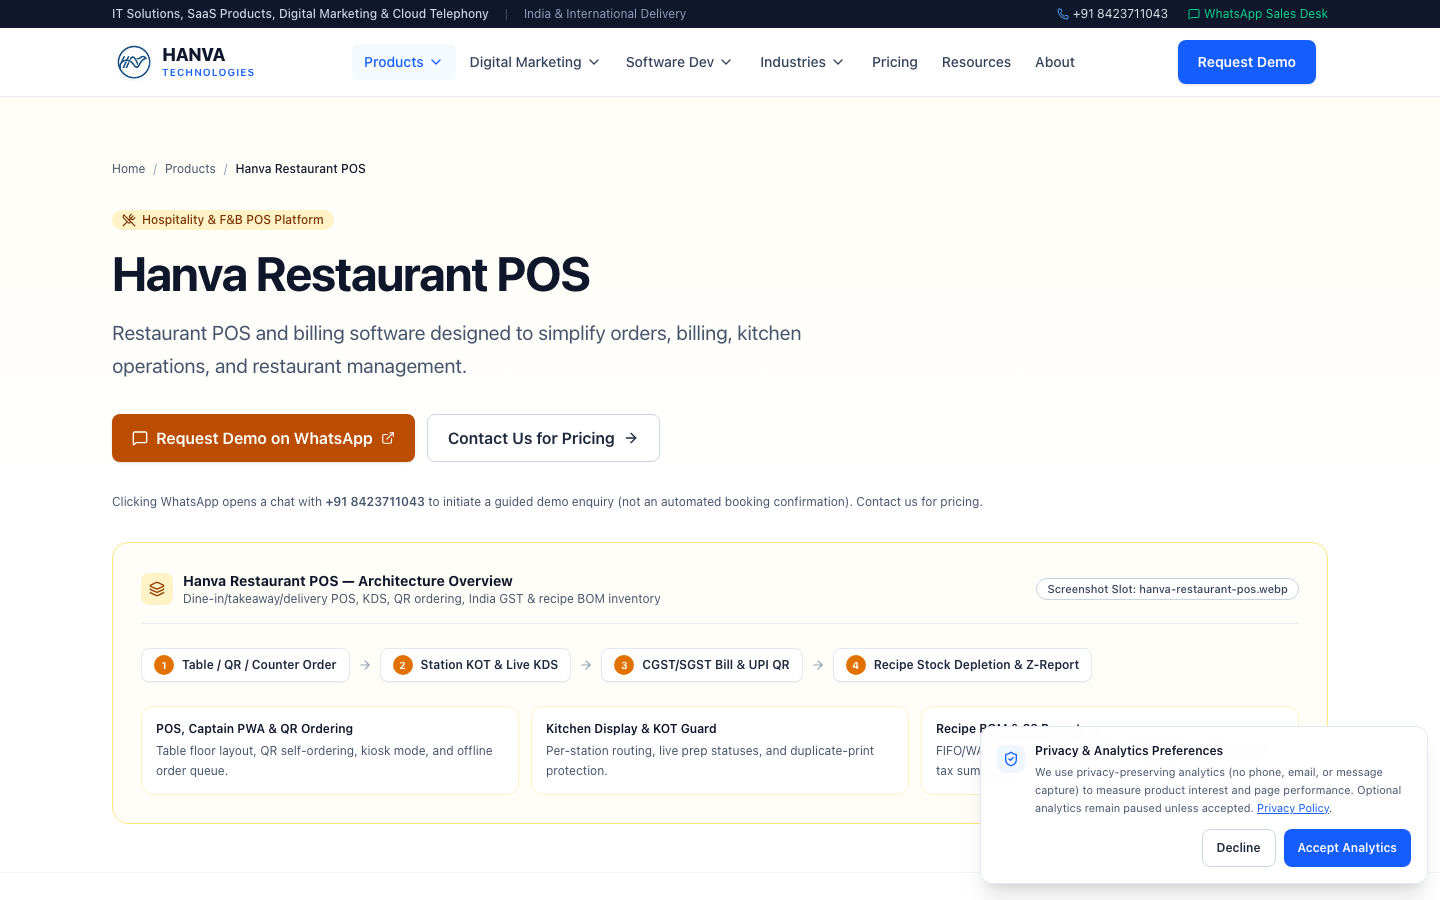 IT Solutions, SaaS Products, Digital Marketing & Cloud Telephony | India & International Delivery +91 8423711043 WhatsApp Sales Desk
HANVA
TECHNOLOGIES
Products Digital Marketing Software Dev Industries Pricing Resources About Request Demo
Home / Products / Hanva Restaurant POS
Hospitality & F&B POS Platform
Hanva Restaurant POS
Restaurant POS and billing software designed to simplify orders, billing, kitchen
operations, and restaurant management.
Request Demo on WhatsApp Contact Us for Pricing →
Clicking WhatsApp opens a chat with +91 8423711043 to initiate a guided demo enquiry (not an automated booking confirmation). Contact us for pricing.
Hanva Restaurant POS — Architecture Overview
Dine-in/takeaway/delivery POS, KDS, QR ordering, India GST & recipe BOM inventory
Screenshot Slot: hanva-restaurant-pos.webp
1 Table / QR / Counter Order → 2 Station KOT & Live KDS → 3 CGST/SGST Bill & UPI QR → 4 Recipe Stock Depletion & Z-Report
POS, Captain PWA & QR Ordering
Table floor layout, QR self-ordering, kiosk mode, and offline
order queue.
Kitchen Display & KOT Guard
Per-station routing, live prep statuses, and duplicate-print
protection.
Recipe
tax
Privacy & Analytics Preferences
We use privacy-preserving analytics (no phone, email, or message
capture) to measure product interest and page performance. Optional
analytics remain paused unless accepted. Privacy Policy.
Decline Accept Analytics